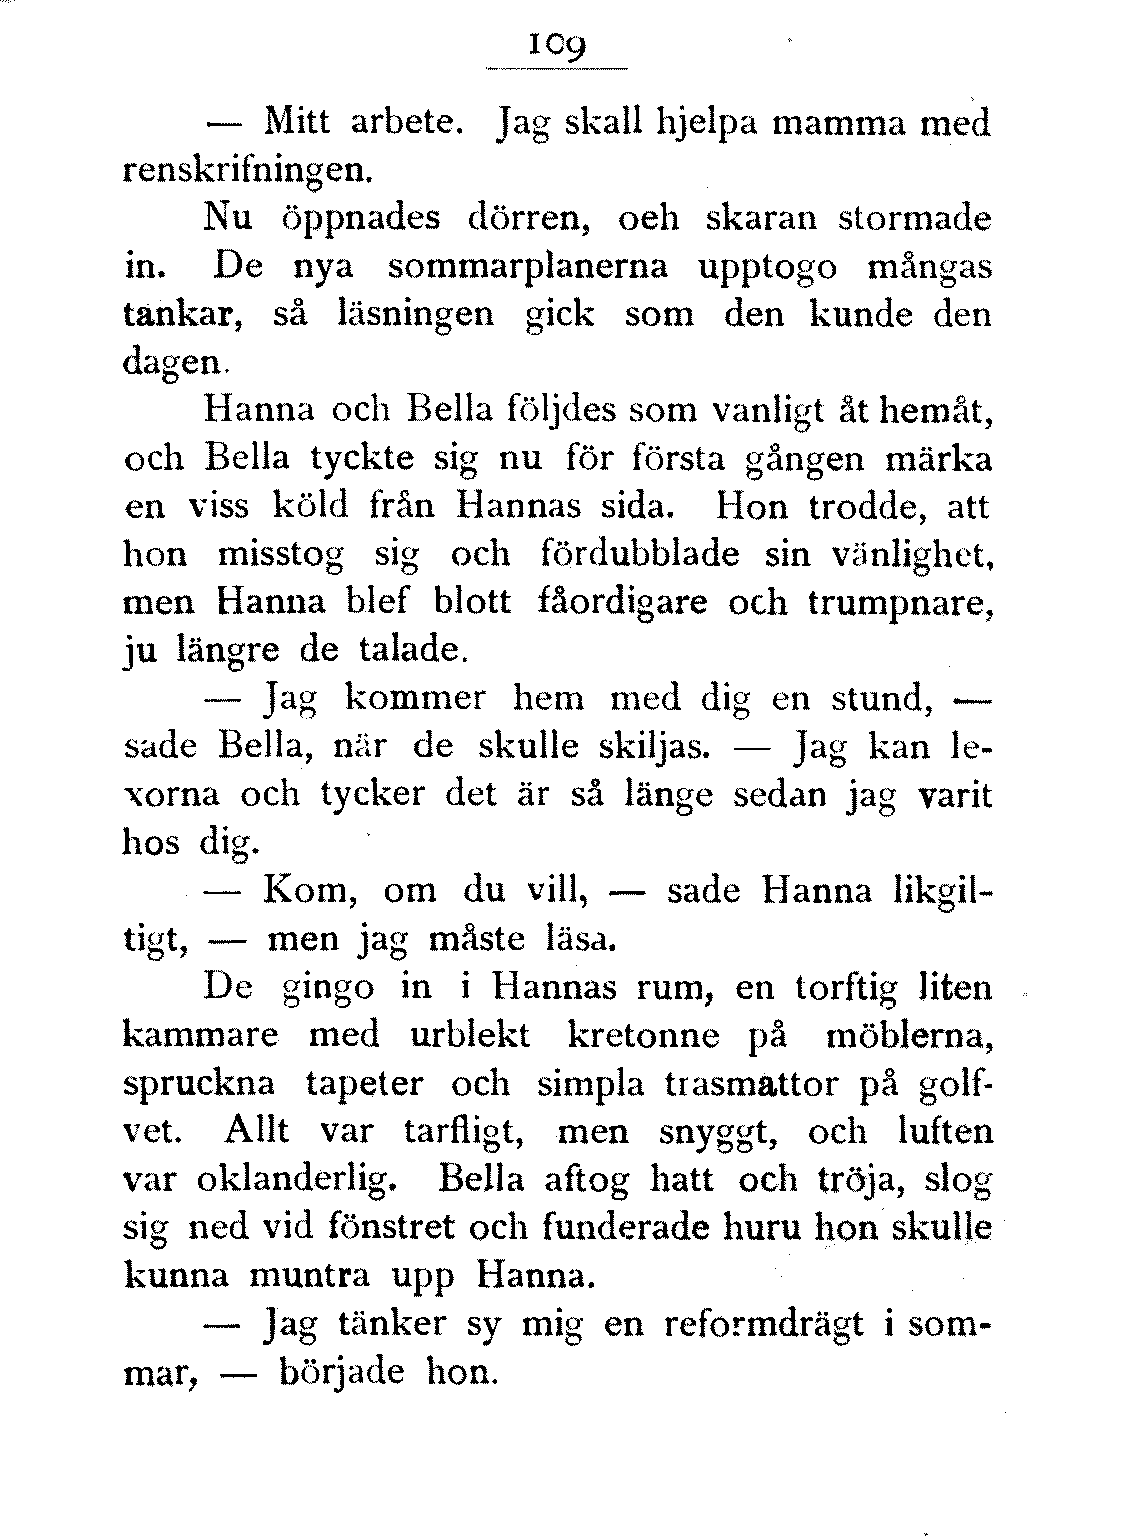 109
— Mitt arbete. Jag skall hjelpa mamma med
renskrifningen.
Nu öppnades dörren, oeh skaran stormade
in. De nya sommarplanerna upptogo mångas
tankar, så läsningen gick som den kunde den
dagen.
Hanna och Bella följdes som vanligt åt hemåt,
och Bella tyckte sig nu för första gången märka
en viss köld från Hannas sida. Hon trodde, att
hon misstog sig och fördubblade sin vänlighet,
men Hanna blef blott fåordigare och trumpnare,
ju längre de talade.
— Jag kommer hem med dig en stund, —
sade Bella, när de skulle skiljas. — Jag kan le-
xorna och tycker det är så länge sedan jag varit
hos dig.
— Kom, om du vill, — sade Hanna likgil-
tigt, — men jag måste läsa.
De gingo in i Hannas rum, en torftig liten
kammare med urblekt kretonne på möblerna,
spruckna tapeter och simpla trasmattor på golf-
vet. Allt var tarfligt, men snyggt, och luften
var oklanderlig. Bella aftog hatt och tröja, slog
sig ned vid fönstret och funderade huru hon skulle
kunna muntra upp Hanna.
— Jag tänker sy mig en reformdrägt i som-
mar, — började hon.